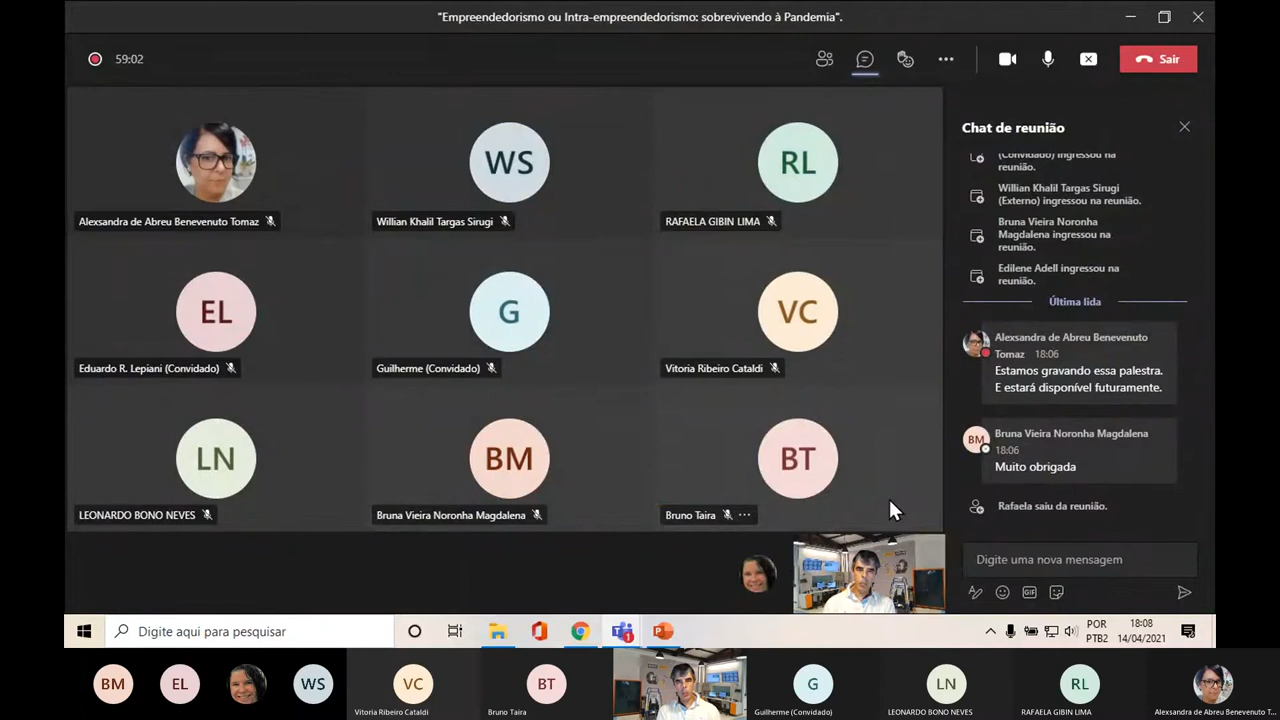 "Empreendedorismo ou Intra-empreendedorismo: sobrevivendo à Pandemia".
59:02
Sair
WS
RL
Alexsandra de Abreu Benevenuto Tomaz
Willian Khalil Targas Sirugi
RAFAELA GIBIN LIMA
EL
G
VC
Eduardo R. Lepiani (Convidado)
Guilherme (Convidado)
Vitoria Ribeiro Cataldi
LN
BM
BT
LEONARDO BONO NEVES
Bruna Vieira Noronha Magdalena
Bruno Taira
Chat de reunião
(Convidado) ingressou na
reunião.
Willian Khalil Targas Sirugi
(Externo) ingressou na reunião.
Bruna Vieira Noronha
Magdalena ingressou na
reunião.
Edilene Adell ingressou na
reunião.
Última lida
Alexsandra de Abreu Benevenuto
Tomaz 18:06
Estamos gravando essa palestra.
E estará disponível futuramente.
BM
Bruna Vieira Noronha Magdalena
18:06
Muito obrigada
Rafaela saiu da reunião.
Digite uma nova mensagem
GIF
Digite aqui para pesquisar
1
POR
PTB2
18:08
14/04/2021
BM
EL
WS
VC
BT
G
LN
RL
Vitoria Ribeiro Cataldi
Bruno Taira
Guilherme (Convidado)
LEONARDO BONO NEVES
RAFAELA GIBIN LIMA
Alexsandra de Abreu Benevenuto T...